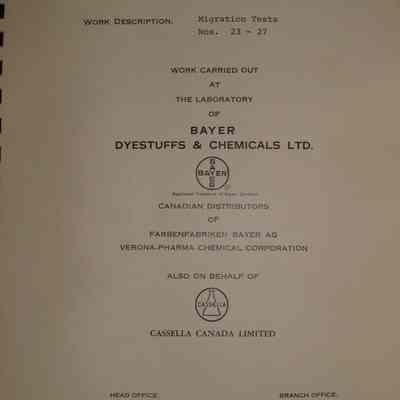 WORK DESCRIPTION: Migration Tests
Nos. 23 - 27
WORK CARRIED OUT
AT
THE LABORATORY
OF
BAYER
DYESTUFFS & CHEMICALS LTD.
BAYER
BAYER
CANADIAN DISTRIBUTORS
OF
FARBENFABRIKEN BAYER AG
VERONA-PHARMA CHEMICAL CORPORATION
ALSO ON BEHALF OF
CASSELLA
CASSELLA CANADA LIMITED
HEAD OFFICE: BRANCH OFFICE: